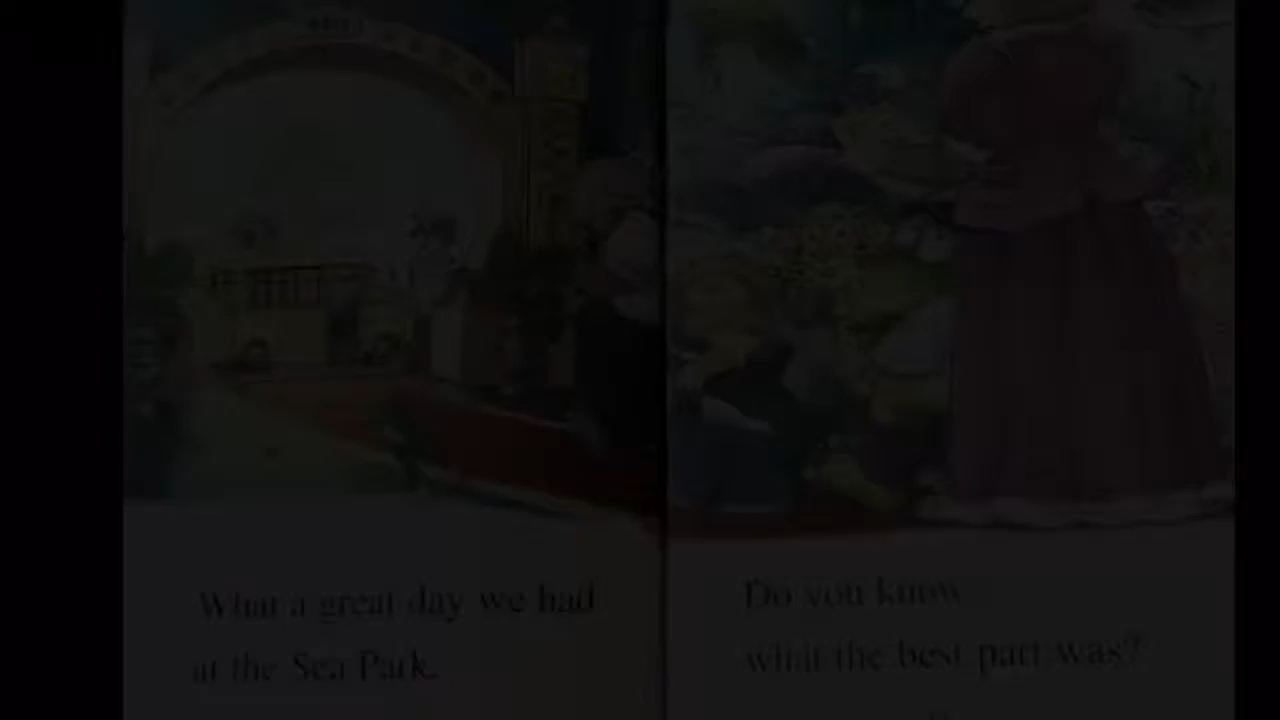 What a great day we had
at the Sea Park.
Do you know
what the best part was?